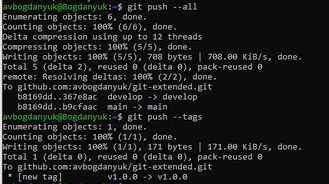 avbogdanyuk@Bogdanyuk:~$ git push --all
Enumerating objects: 6, done.
Counting objects: 100% (6/6), done.
Delta compression using up to 12 threads
Compressing objects: 100% (5/5), done.
Writing objects: 100% (5/5), 708 bytes | 708.00 KiB/s, done.
Total 5 (delta 2), reused 0 (delta 0), pack-reused 0
remote: Resolving deltas: 100% (2/2), done.
To github.com:avbogdanyuk/git-extended.git
b8169dd..367e8ac develop -> develop
b8169dd..b9cfaac main -> main
avbogdanyuk@Bogdanyuk:~$ git push --tags
Enumerating objects: 1, done.
Counting objects: 100% (1/1), done.
Writing objects: 100% (1/1), 171 bytes | 171.00 KiB/s, done.
Total 1 (delta 0), reused 0 (delta 0), pack-reused 0
To github.com:avbogdanyuk/git-extended.git
* [new tag] v1.0.0 -> v1.0.0